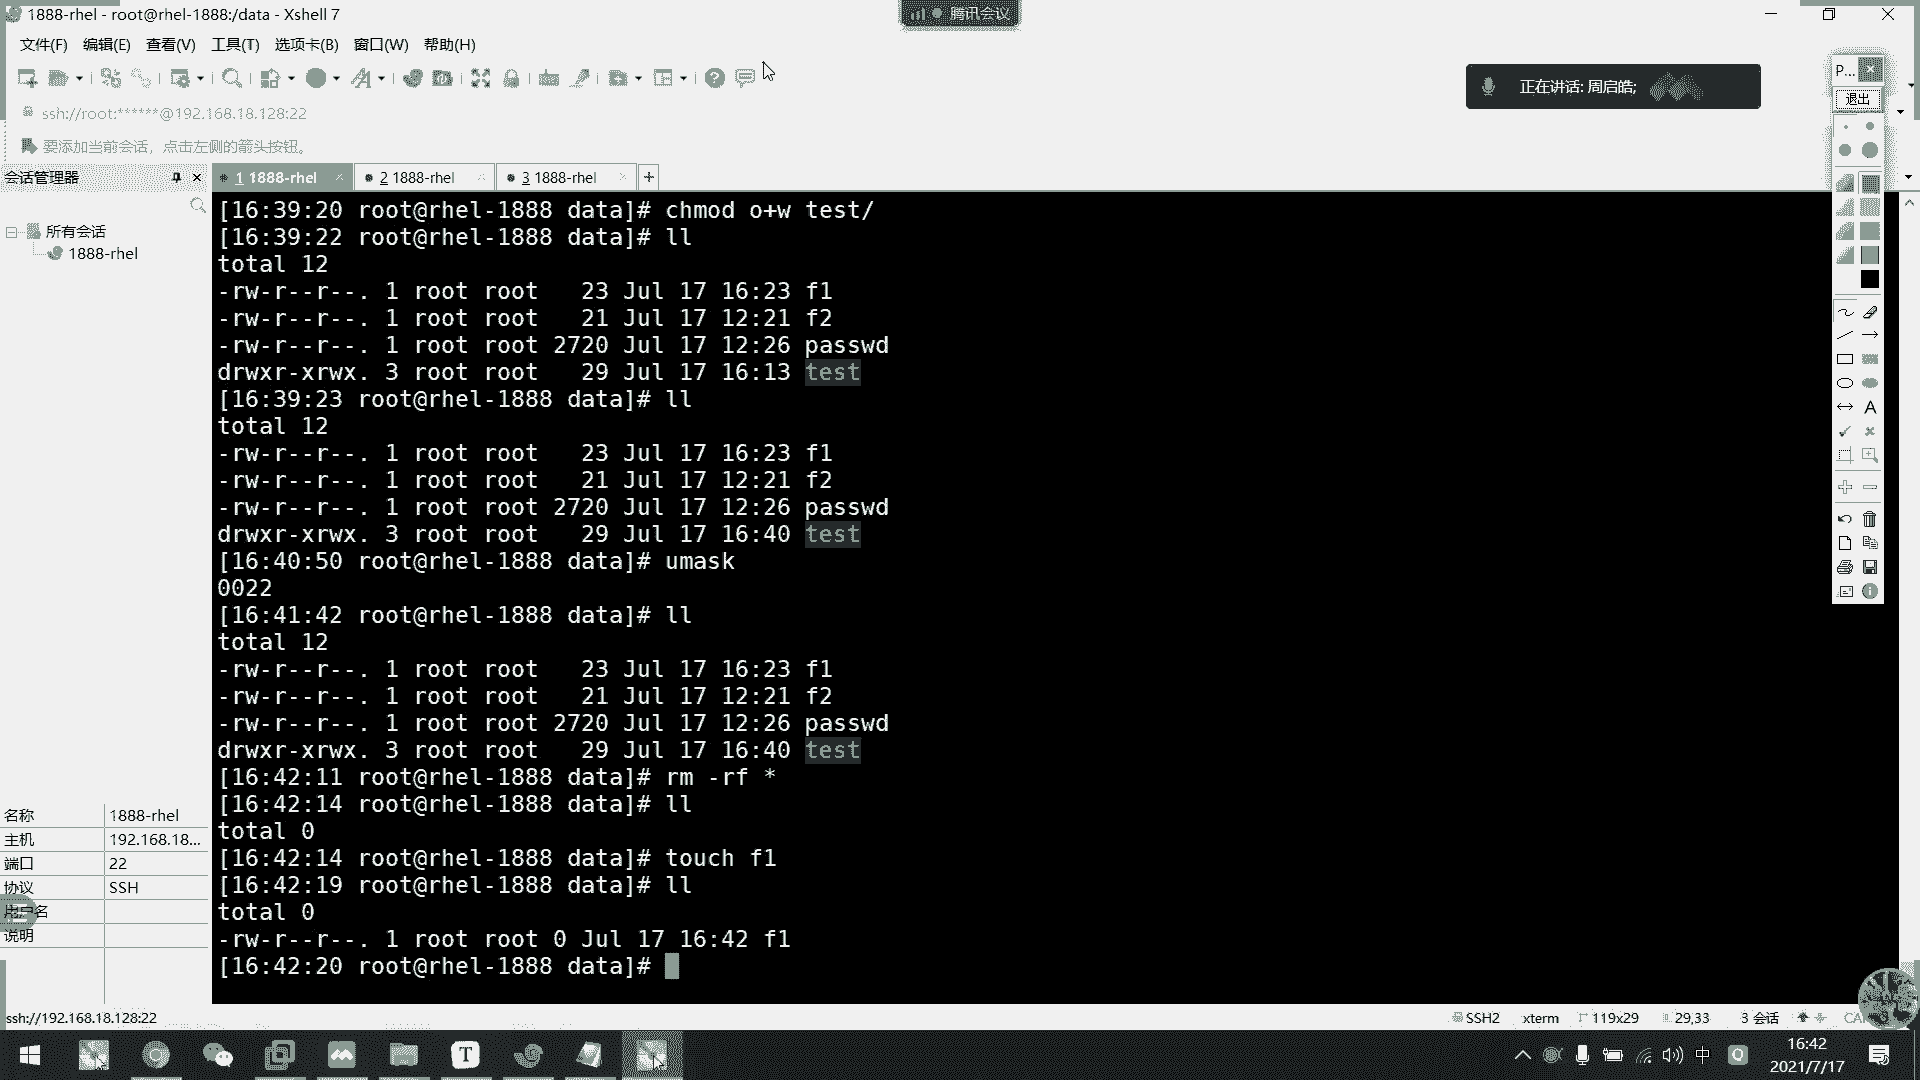 1888-rhel - root@rhel-1888:/data - Xshell 7
腾讯会议
文件(F) 编辑(E) 查看(V) 工具(T) 选项卡(B) 窗口(W) 帮助(H)
正在讲话: 周启皓;
P...
退出
ssh://root:******@192.168.18.128:22
要添加当前会话，点击左侧的箭头按钮。
会话管理器
1 1888-rhel
2 1888-rhel
3 1888-rhel
所有会话
1888-rhel
[16:39:20 root@rhel-1888 data]# chmod o+w test/
[16:39:22 root@rhel-1888 data]# ll
total 12
-rw-r--r--. 1 root root   23 Jul 17 16:23 f1
-rw-r--r--. 1 root root   21 Jul 17 12:21 f2
-rw-r--r--. 1 root root 2720 Jul 17 12:26 passwd
drwxr-xrwx. 3 root root   29 Jul 17 16:13 test
[16:39:23 root@rhel-1888 data]# ll
total 12
-rw-r--r--. 1 root root   23 Jul 17 16:23 f1
-rw-r--r--. 1 root root   21 Jul 17 12:21 f2
-rw-r--r--. 1 root root 2720 Jul 17 12:26 passwd
drwxr-xrwx. 3 root root   29 Jul 17 16:40 test
[16:40:50 root@rhel-1888 data]# umask
0022
[16:41:42 root@rhel-1888 data]# ll
total 12
-rw-r--r--. 1 root root   23 Jul 17 16:23 f1
-rw-r--r--. 1 root root   21 Jul 17 12:21 f2
-rw-r--r--. 1 root root 2720 Jul 17 12:26 passwd
drwxr-xrwx. 3 root root   29 Jul 17 16:40 test
[16:42:11 root@rhel-1888 data]# rm -rf *
[16:42:14 root@rhel-1888 data]# ll
total 0
[16:42:14 root@rhel-1888 data]# touch f1
[16:42:19 root@rhel-1888 data]# ll
total 0
-rw-r--r--. 1 root root 0 Jul 17 16:42 f1
[16:42:20 root@rhel-1888 data]#
名称 1888-rhel
主机 192.168.18...
端口 22
协议 SSH
用户名
说明
ssh://192.168.18.128:22
SSH2 xterm 119x29 29,33 3 会话
中
16:42
2021/7/17